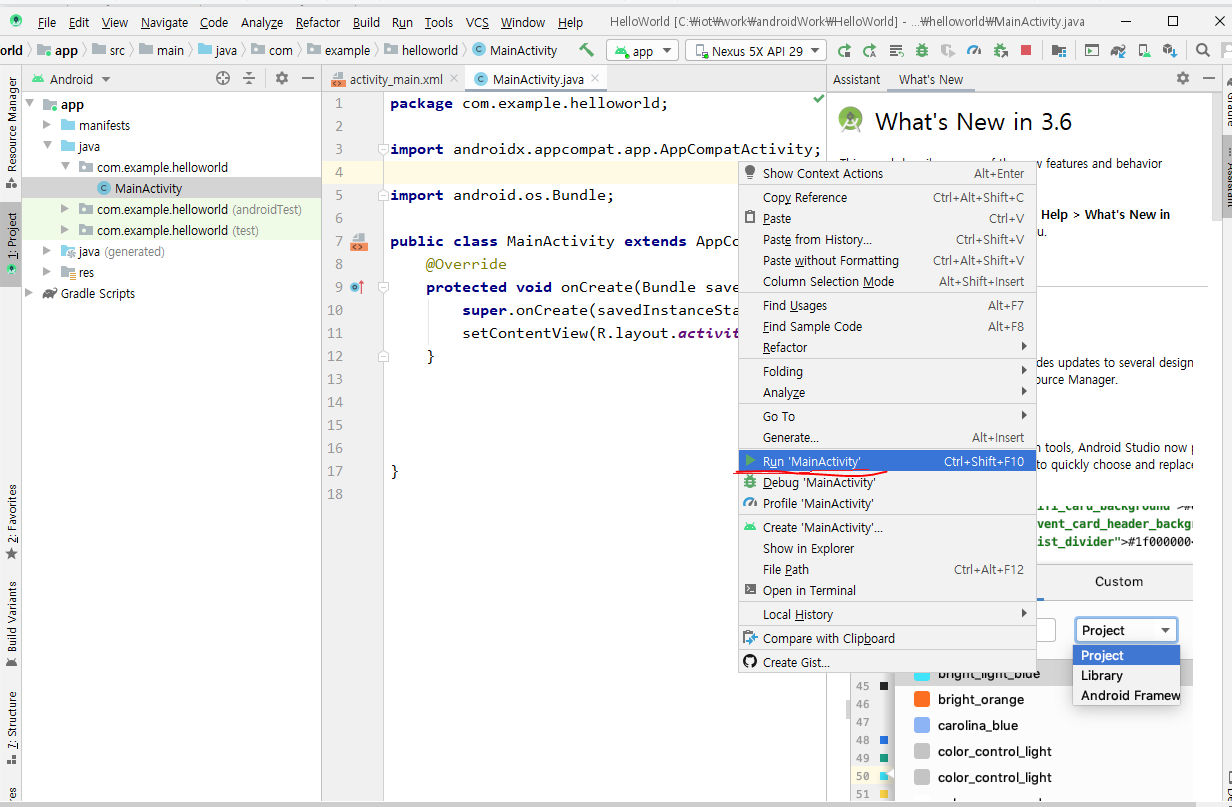 File Edit View Navigate Code Analyze Refactor Build Run Tools VCS Window Help HelloWorld [C:₩iot₩work₩androidWork₩HelloWorld] - ...₩helloworld₩MainActivity.java
orld app src main java com example helloworld MainActivity app Nexus 5X API 29
Resource Manager
1: Project
2: Favorites
Build Variants
7: Structure
Android
app
manifests
java
com.example.helloworld
MainActivity
com.example.helloworld (androidTest)
com.example.helloworld (test)
java (generated)
res
Gradle Scripts
activity_main.xml MainActivity.java
1 package com.example.helloworld;
2
3 import androidx.appcompat.app.AppCompatActivity;
4
5 import android.os.Bundle;
6
7 public class MainActivity extends AppCo
8 @Override
9 protected void onCreate(Bundle save
10 super.onCreate(savedInstanceSta
11 setContentView(R.layout.activit
12 }
13
14
15
16
17 }
18
Show Context Actions Alt+Enter
Copy Reference Ctrl+Alt+Shift+C
Paste Ctrl+V
Paste from History... Ctrl+Shift+V
Paste without Formatting Ctrl+Alt+Shift+V
Column Selection Mode Alt+Shift+Insert
Find Usages Alt+F7
Find Sample Code Alt+F8
Refactor
Folding
Analyze
Go To
Generate... Alt+Insert
Run 'MainActivity' Ctrl+Shift+F10
Debug 'MainActivity'
Profile 'MainActivity'
Create 'MainActivity'...
Show in Explorer
File Path Ctrl+Alt+F12
Open in Terminal
Local History
Compare with Clipboard
Create Gist...
Assistant What's New
What's New in 3.6
features and behavior
Help > What's New in
u.
des updates to several design
ource Manager.
n tools, Android Studio now
to quickly choose and replace
vent_card_header_backg
ist_divider">#1f000000<
Custom
Project
Project
Library
Android Framew
bright_light_blue
45
46 bright_orange
47 carolina_blue
48
49 color_control_light
50 color_control_light
51